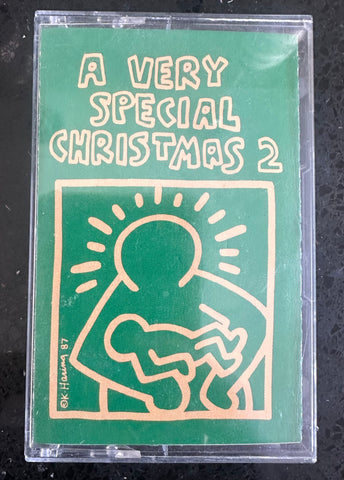 A VERY
SPECIAL
CHRISTMAS 2
©K. Haring 87